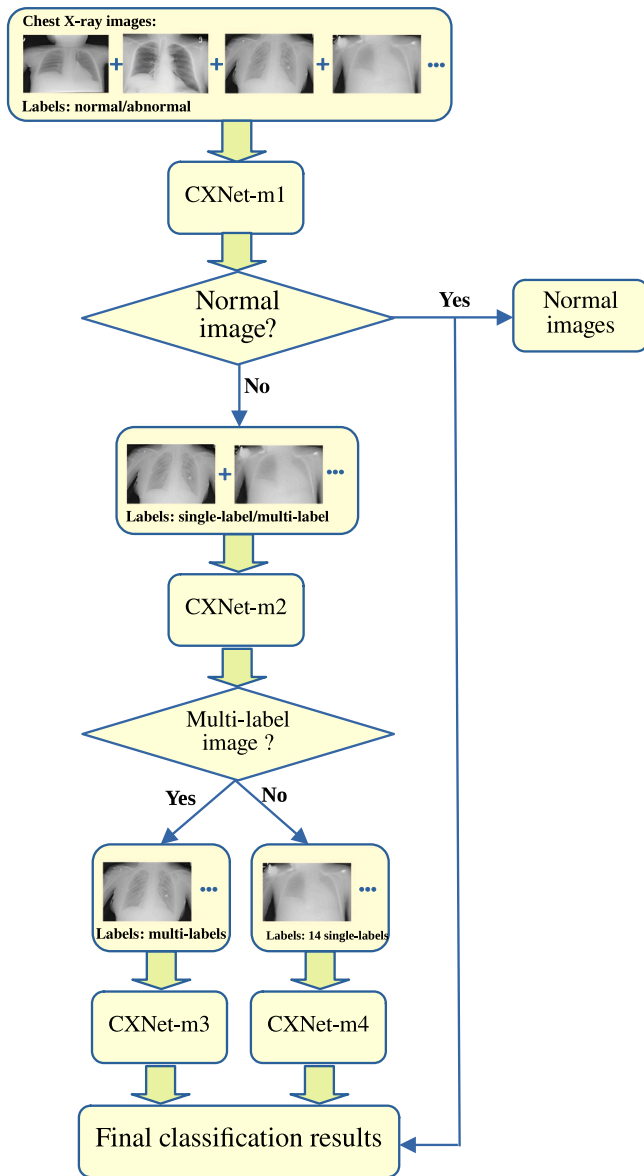 Chest X-ray images:
+ + + ...
Labels: normal/abnormal
CXNet-m1
Normal
image?
Yes
Normal
images
No
+ ...
Labels: single-label/multi-label
CXNet-m2
Multi-label
image ?
Yes
No
...
...
Labels: multi-labels
Labels: 14 single-labels
CXNet-m3
CXNet-m4
Final classification results